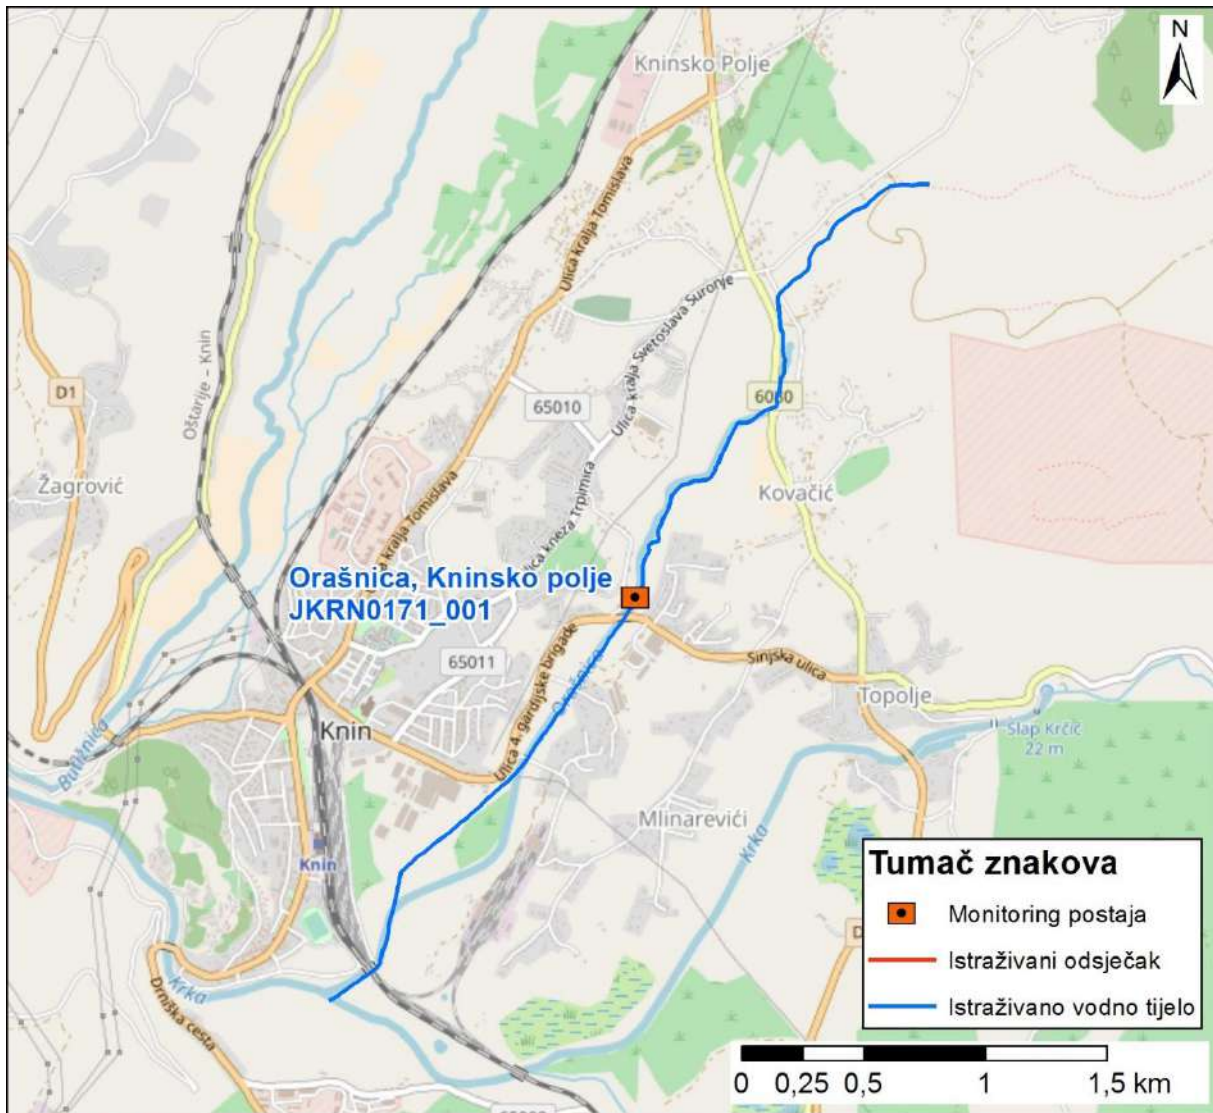 N
Kninsko Polje
Ulica kralja Tomislava
Oštarije - Knin
D1
Ulica kralja Svetoslava Suronje
65010
6080
Žagrović
Kovačić
kralja Tomislava
Ulica kneza Trpimira
Orašnica, Kninsko polje
JKRN0171_001
65011
Sinjska ulica
Topolje
Orašnica
Ulica 4. gardijske brigade
Slap Krčić
22 m
Knin
Butišnica
Mlinarevići
Krka
Knin
Krka
Drniška cesta
D
Tumač znakova
Monitoring postaja
Istraživani odsječak
Istraživano vodno tijelo
0 0,25 0,5 1 1,5 km